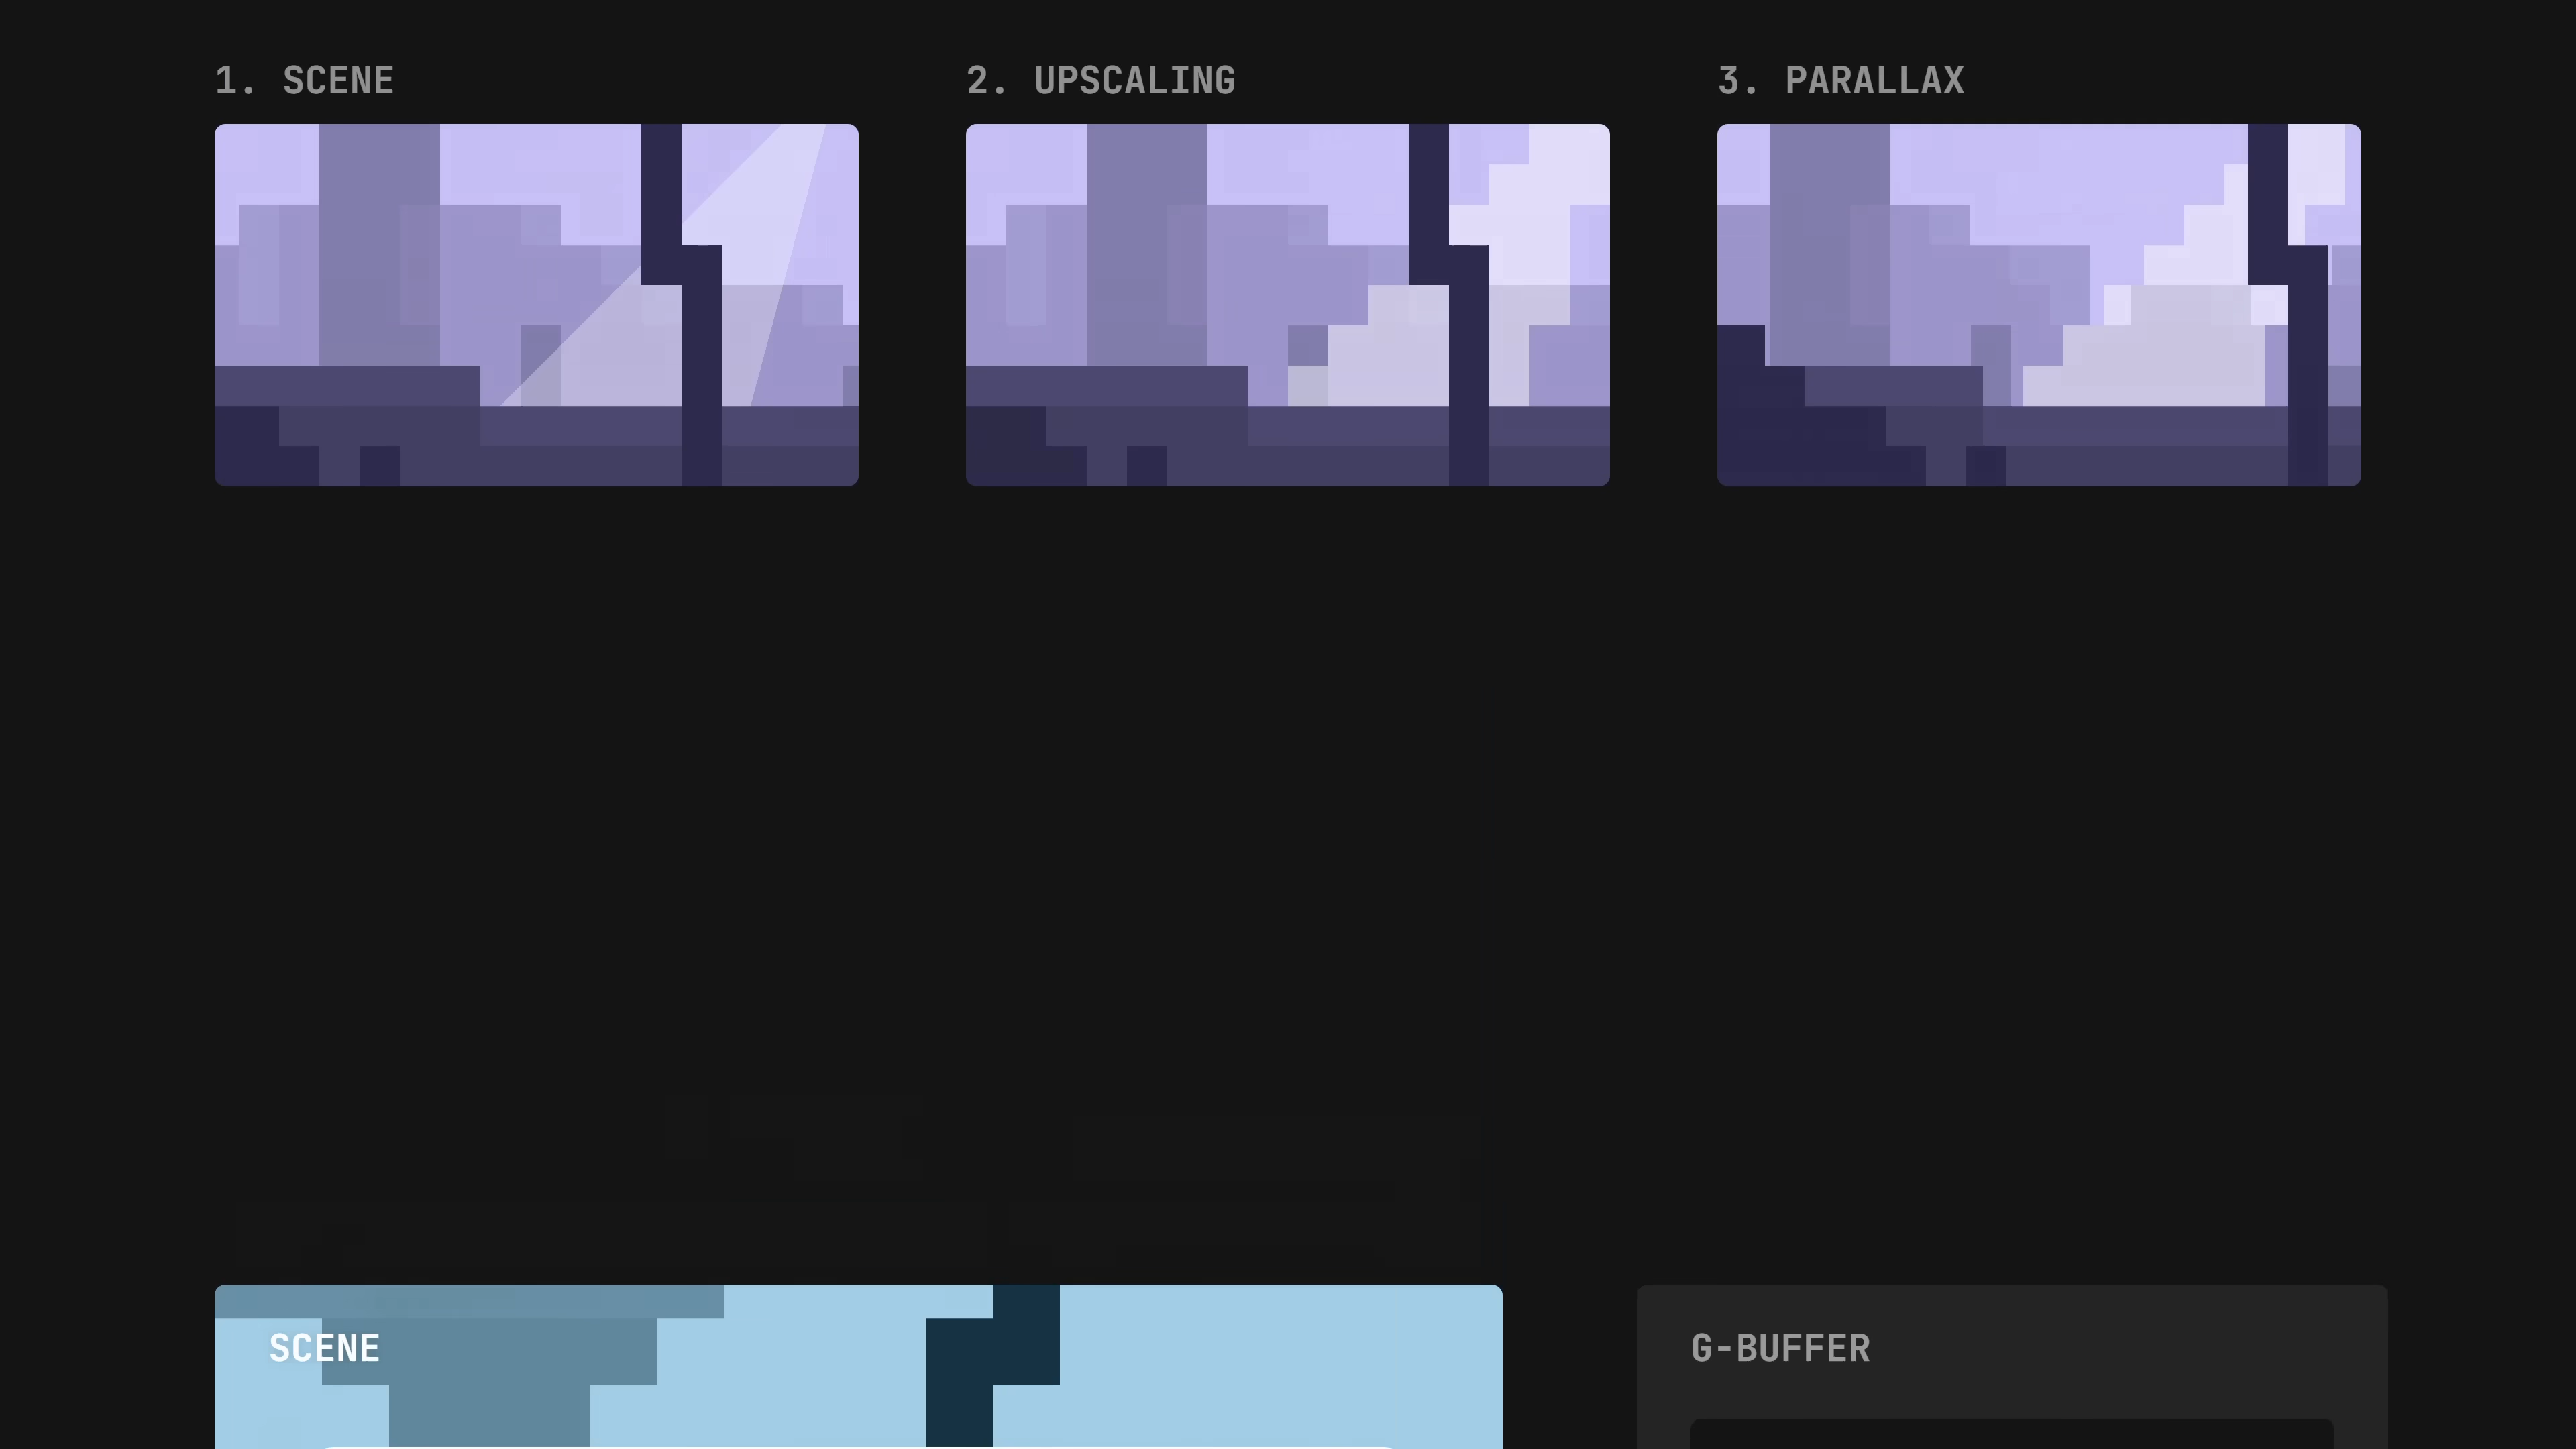 1. SCENE
2. UPSCALING
3. PARALLAX
SCENE
G-BUFFER